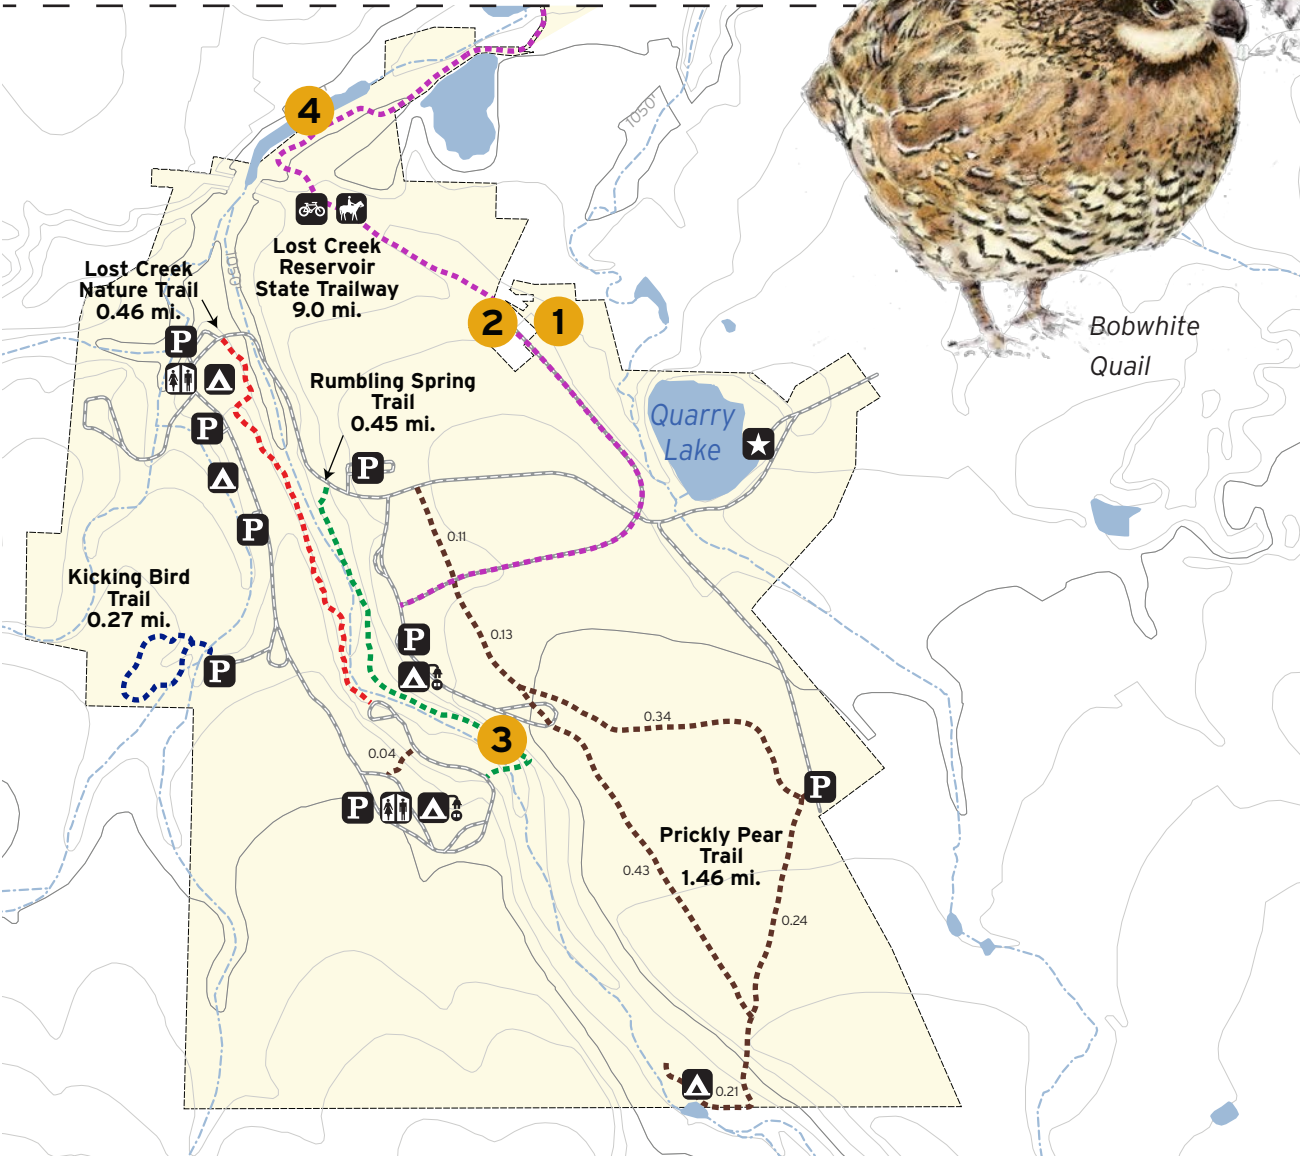 4
1050'
Lost Creek
Reservoir
State Trailway
9.0 mi.
1050
Lost Creek
Nature Trail
0.46 mi.
2
1
Bobwhite
Quail
P
Rumbling Spring
Trail
0.45 mi.
Quarry
Lake
P
P
P
0.11
Kicking Bird
Trail
0.27 mi.
0.13
P
P
0.34
3
0.04
P
P
Prickly Pear
Trail
1.46 mi.
0.43
0.24
0.21